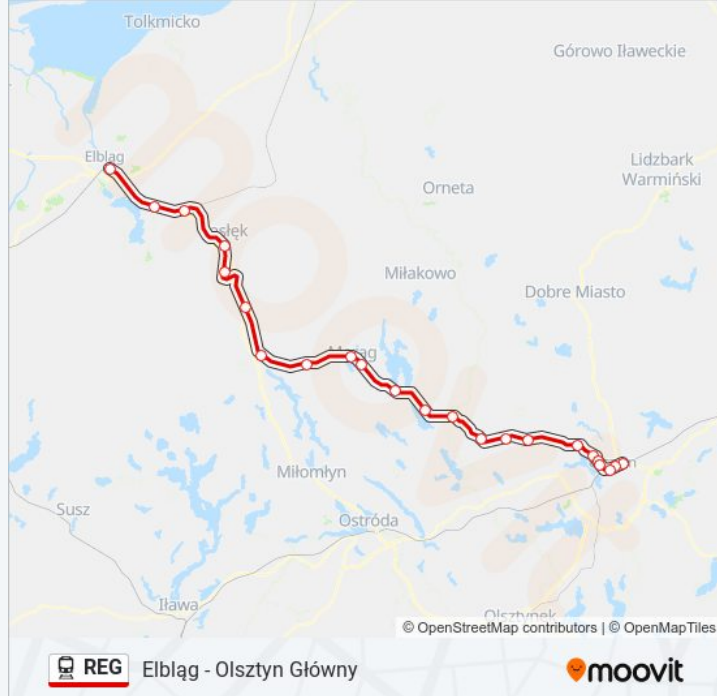 Tolkmicko
Górowo Iławeckie
Elbląg
Lidzbark
Warmiński
Orneta
Miłakowo
Dobre Miasto
Miłomłyn
Susz
Ostróda
Iława
Olsztynek
© OpenStreetMap contributors | © OpenMapTiles
REG Elbląg - Olsztyn Główny
moovit